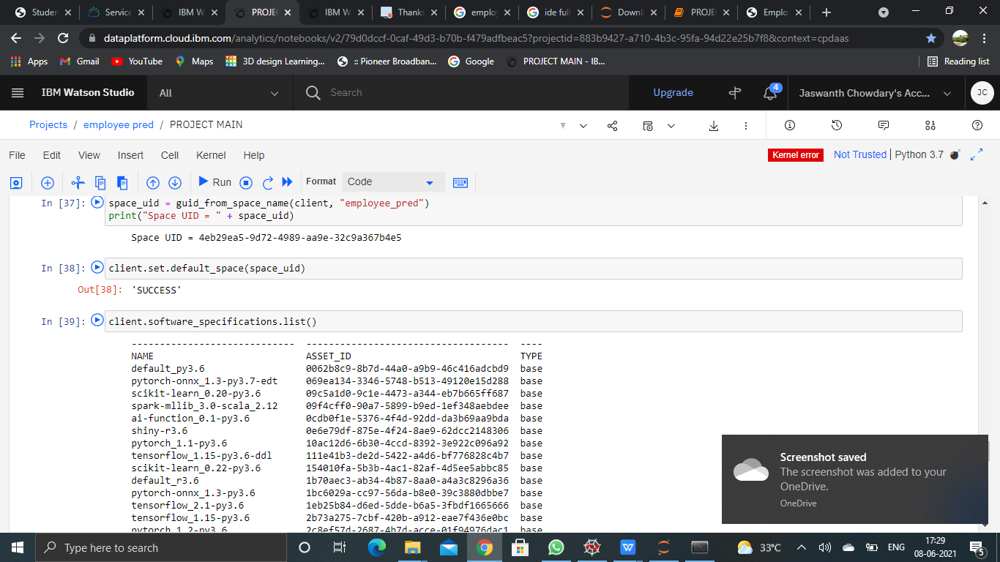 Studen
Service
IBM W
PROJEC
IBM W
Thanks
employ
ide full
Downl
PROJE
Emplo
dataplatform.cloud.ibm.com/analytics/notebooks/v2/79d0dccf-0caf-49d3-b70b-f479adfbeac5?projectid=883b9427-a710-4b3c-95fa-94d22e25b7f8&context=cpdaas
Apps
Gmail
YouTube
Maps
3D design Learning...
:: Pioneer Broadban...
Google
PROJECT MAIN - IB...
Reading list
IBM Watson Studio
All
Search
Upgrade
4
Jaswanth Chowdary's Acc...
JC
Projects / employee pred / PROJECT MAIN
File Edit View Insert Cell Kernel Help
Kernel error
Not Trusted | Python 3.7
Run
Format
Code
In [37]: space_uid = guid_from_space_name(client, "employee_pred")
print("Space UID = " + space_uid)
Space UID = 4eb29ea5-9d72-4989-aa9e-32c9a367b4e5
In [38]: client.set.default_space(space_uid)
Out[38]: 'SUCCESS'
In [39]: client.software_specifications.list()
----------------------------- ------------------------------------ ----
NAME ASSET_ID TYPE
default_py3.6 0062b8c9-8b7d-44a0-a9b9-46c416adcbd9 base
pytorch-onnx_1.3-py3.7-edt 069ea134-3346-5748-b513-49120e15d288 base
scikit-learn_0.20-py3.6 09c5a1d0-9c1e-4473-a344-eb7b665ff687 base
spark-mllib_3.0-scala_2.12 09f4cff0-90a7-5899-b9ed-1ef348aebdee base
ai-function_0.1-py3.6 0cdb0f1e-5376-4f4d-92dd-da3b69aa9bda base
shiny-r3.6 0e6e79df-875e-4f24-8ae9-62dcc2148306 base
pytorch_1.1-py3.6 10ac12d6-6b30-4ccd-8392-3e922c096a92 base
tensorflow_1.15-py3.6-ddl 111e41b3-de2d-5422-a4d6-bf776828c4b7 base
scikit-learn_0.22-py3.6 154010fa-5b3b-4ac1-82af-4d5ee5abbc85 base
default_r3.6 1b70aec3-ab34-4b87-8aa0-a4a3c8296a36 base
pytorch-onnx_1.3-py3.6 1bc6029a-cc97-56da-b8e0-39c3880dbbe7 base
tensorflow_2.1-py3.6 1eb25b84-d6ed-5dde-b6a5-3fbdf1665666 base
tensorflow_1.15-py3.6 2b73a275-7cbf-420b-a912-eae7f436e0bc base
pytorch_1.2-py3.6 2c8ef57d-2687-4b7d-acce-01f94976dac1 base
Screenshot saved
The screenshot was added to your
OneDrive.
OneDrive
Type here to search
33°C
ENG
17:29
08-06-2021
5